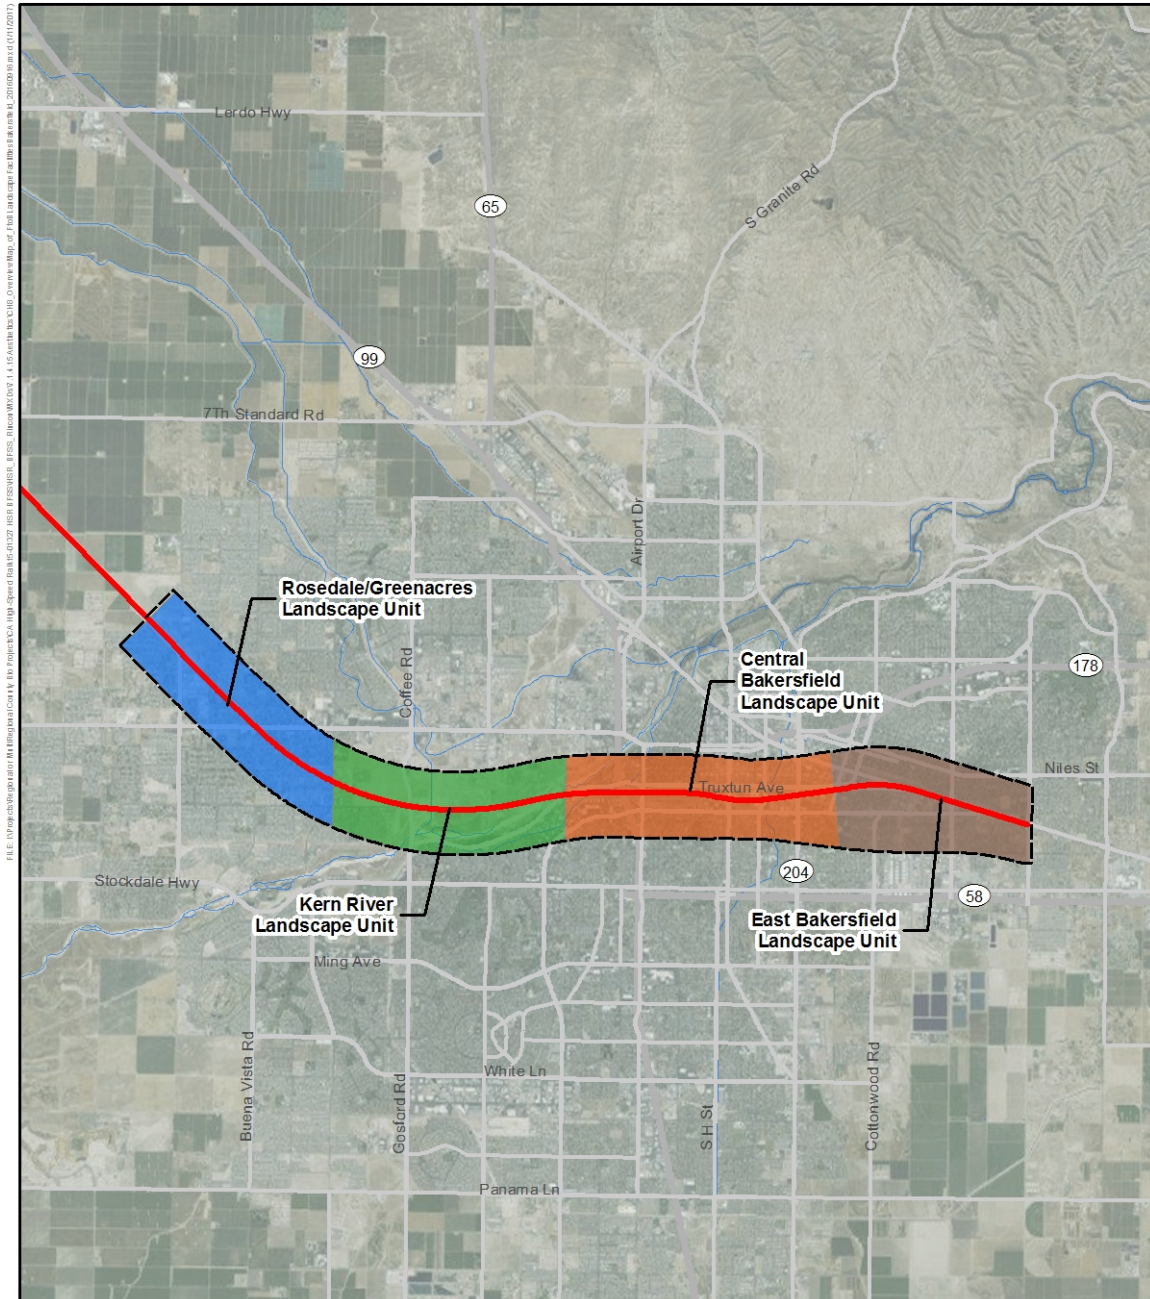 Lerdo Hwy
65
S Granite Rd
99
7Th Standard Rd
Airport Dr
Rosedale/Greenacres
Landscape Unit
Coffee Rd
Central
Bakersfield
Landscape Unit
178
Niles St
Truxtun Ave
Stockdale Hwy
204
58
Kern River
Landscape Unit
East Bakersfield
Landscape Unit
Ming Ave
Buena Vista Rd
Gosford Rd
White Ln
S H St
Cottonwood Rd
Panama Ln